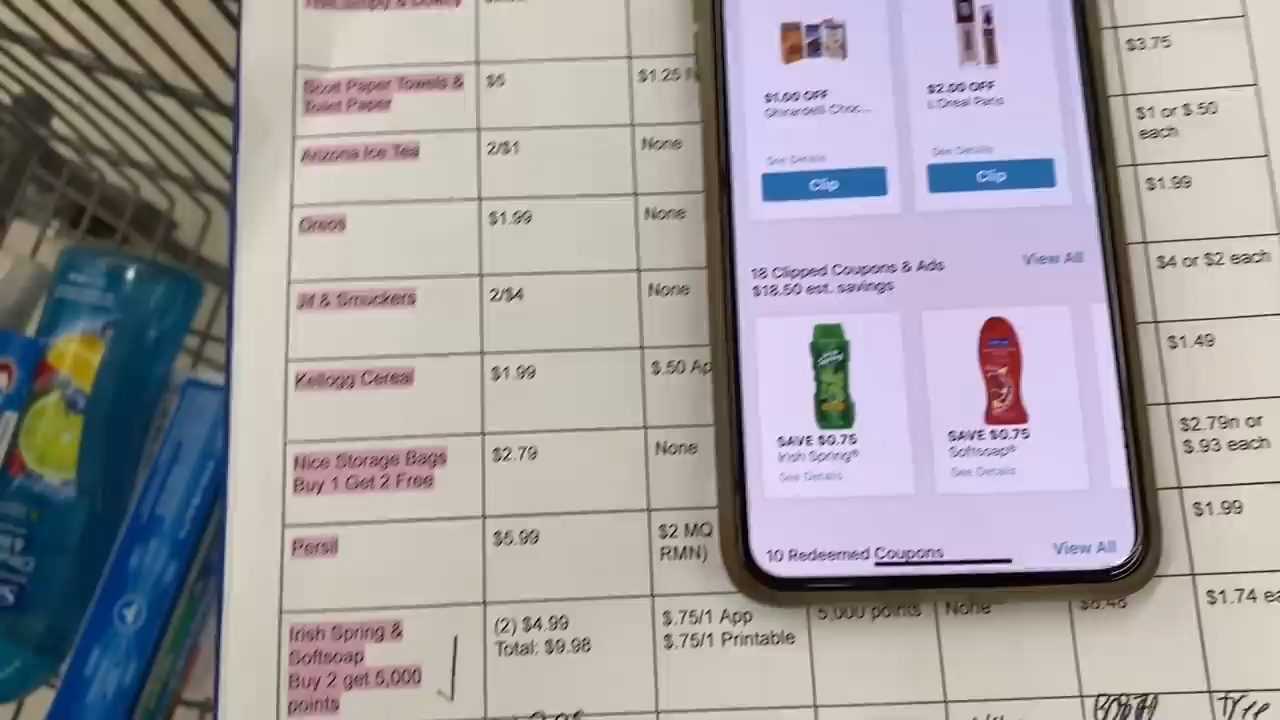 Scott Paper Towels &
Toilet Paper
$5
$1.25
Arizona Ice Tea
2/$1
None
Oreos
$1.99
None
Jif & Smuckers
2/$4
None
Kellogg Cereal
$1.99
$.50 Ap
Nice Storage Bags
Buy 1 Get 2 Free
$2.79
None
Persil
$5.99
$2 MQ
RMN)
Irish Spring &
Softsoap
Buy 2 get 5,000
points
(2) $4.99
Total: $9.98
$.75/1 App
$.75/1 Printable
5,000 points
None
$1.74 ea
$1.00 OFF
Ghirardelli Choc...
See Details
Clip
$2.00 OFF
L'Oreal Paris
See Details
Clip
18 Clipped Coupons & Ads
$18.50 est. savings
View All
SAVE $0.75
Irish Spring®
See Details
SAVE $0.75
Softsoap®
See Details
10 Redeemed Coupons
View All
$3.75
$1 or $.50
each
$1.99
$4 or $2 each
$1.49
$2.79n or
$.93 each
$1.99
free